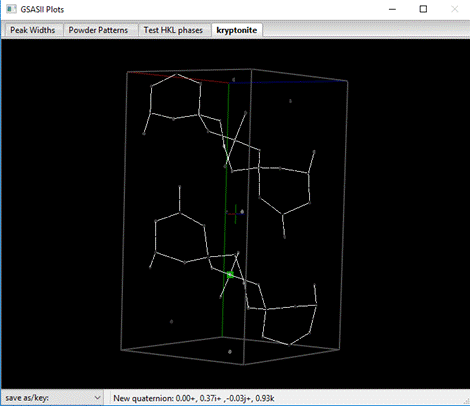 GSASII Plots
Peak Widths Powder Patterns Test HKL phases kryptonite
save as/key: New quaternion: 0.00+, 0.37i+ ,-0.03j+, 0.93k